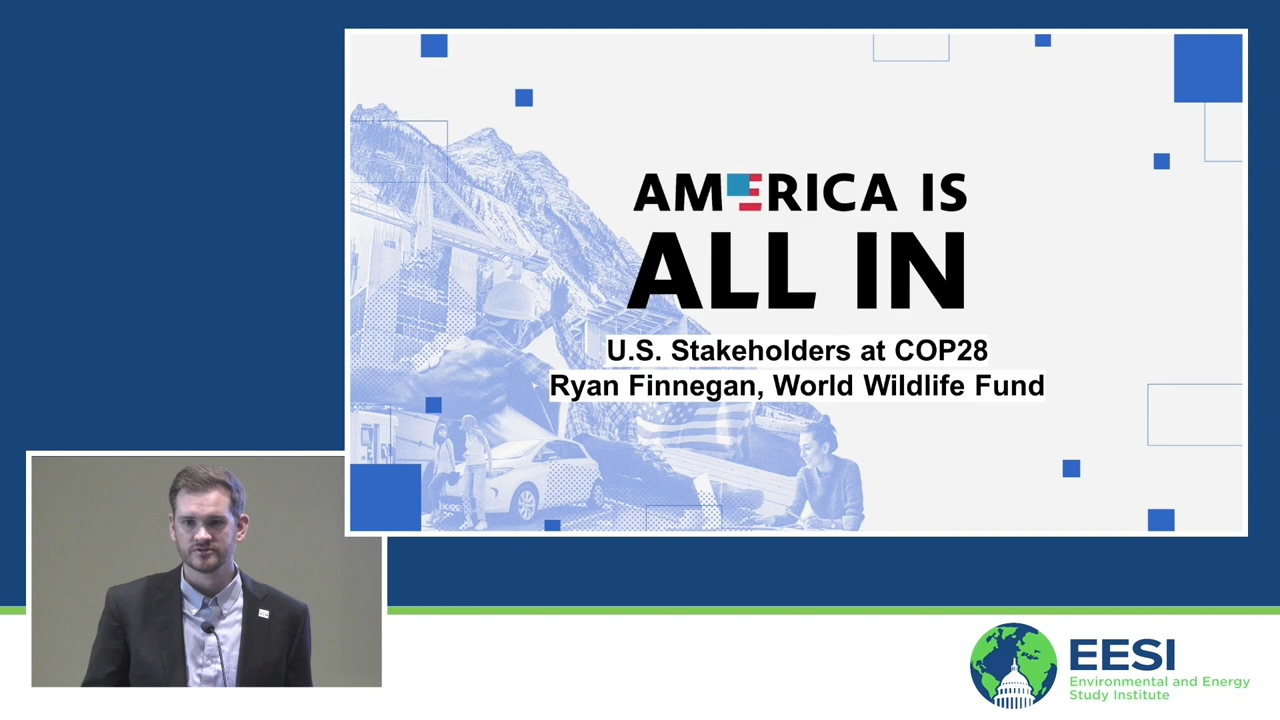 AMERICA IS
ALL IN
U.S. Stakeholders at COP28
Ryan Finnegan, World Wildlife Fund
EESI
Environmental and Energy
Study Institute